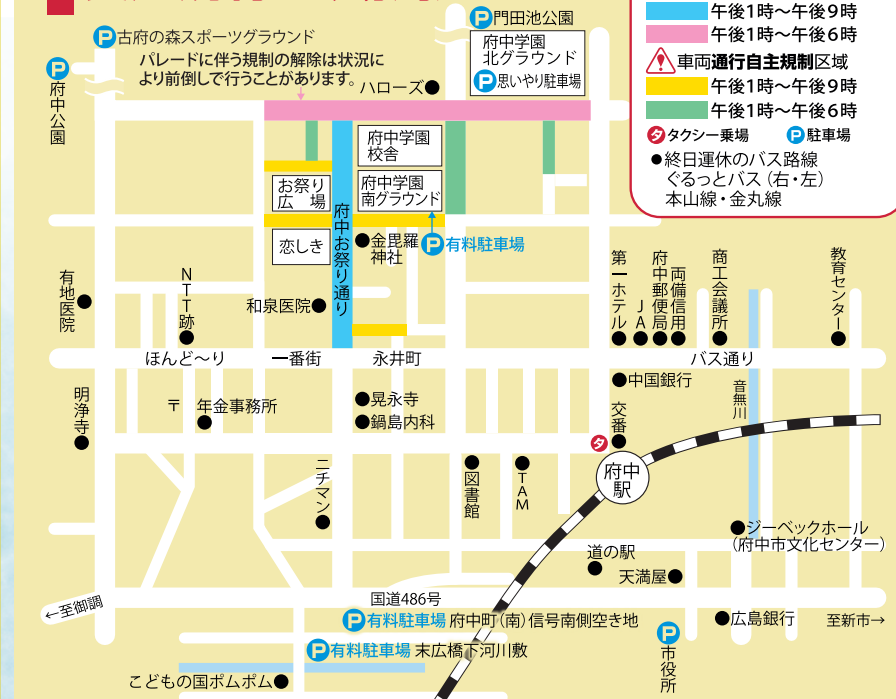 午後1時〜午後9時
午後1時〜午後6時
車両通行自主規制区域
午後1時〜午後9時
午後1時〜午後6時
タ タクシー乗場
P 駐車場
●終日運休のバス路線
ぐるっとバス(右・左)
本山線・金丸線
P 門田池公園
P 古府の森スポーツグラウンド
パレードに伴う規制の解除は状況に
より前倒しで行うことがあります。
P 府中公園
ハローズ●
府中学園
北グラウンド
P 思いやり駐車場
府中学園
校舎
お祭り
広場
府中学園
南グラウンド
府中お祭り通り
恋しき
●金毘羅
神社
P 有料駐車場
有地医院
NTT跡
和泉医院●
第一ホテル
JA
府中郵便局
両備信用
商工会議所
教育センター
ほんど〜り
一番街
永井町
バス通り
●中国銀行
音無川
明浄寺
〒
年金事務所
●晃永寺
●鍋島内科
交番
タ
府中
駅
ニチマン
図書館
TAM
●ジーベックホール
(府中市文化センター)
道の駅
天満屋●
国道486号
←至御調
P 有料駐車場 府中町(南)信号南側空き地
●広島銀行
至新市→
P 有料駐車場 末広橋下河川敷
P 市役所
こどもの国ポムポム●